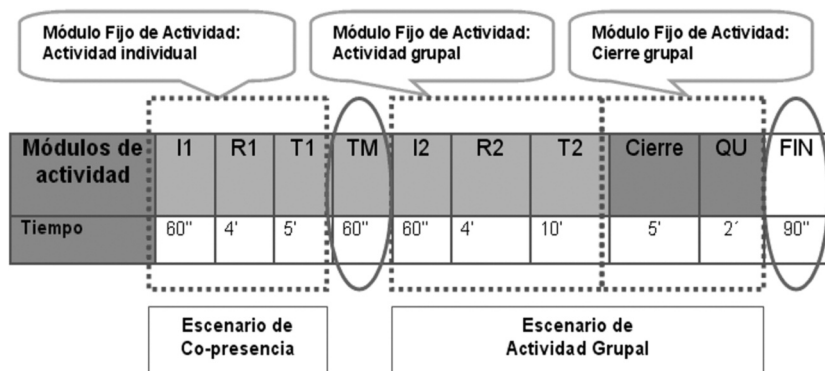 Módulo Fijo de Actividad:
Actividad individual
Módulo Fijo de Actividad:
Actividad grupal
Módulo Fijo de Actividad:
Cierre grupal
Módulos de
actividad
I1
R1
T1
TM
I2
R2
T2
Cierre
QU
FIN
Tiempo
60"
4'
5'
60"
60"
4'
10'
5'
2´
90"
Escenario de
Co-presencia
Escenario de
Actividad Grupal